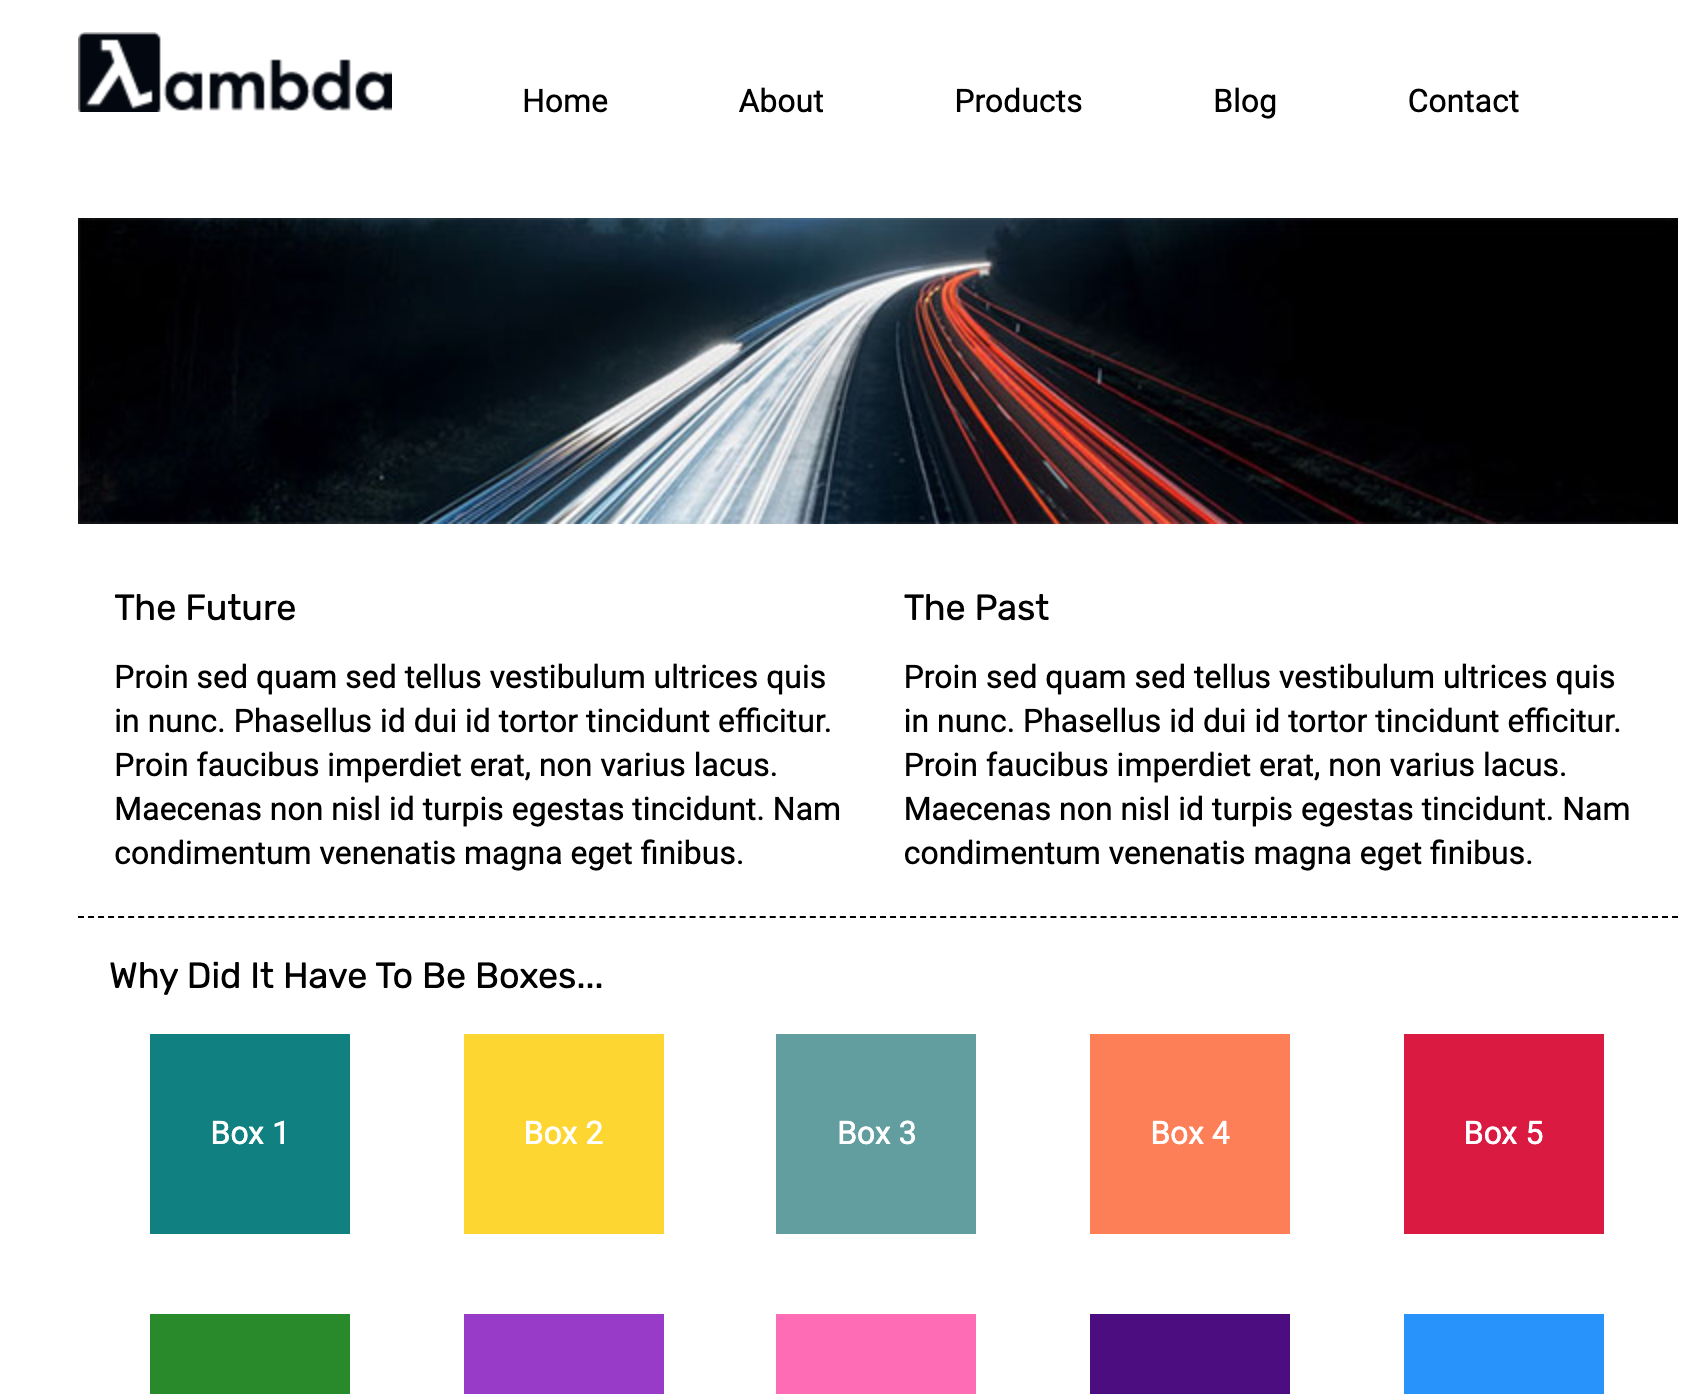 λambda
Home About Products Blog Contact
The Future
Proin sed quam sed tellus vestibulum ultrices quis
in nunc. Phasellus id dui id tortor tincidunt efficitur.
Proin faucibus imperdiet erat, non varius lacus.
Maecenas non nisl id turpis egestas tincidunt. Nam
condimentum venenatis magna eget finibus.
The Past
Proin sed quam sed tellus vestibulum ultrices quis
in nunc. Phasellus id dui id tortor tincidunt efficitur.
Proin faucibus imperdiet erat, non varius lacus.
Maecenas non nisl id turpis egestas tincidunt. Nam
condimentum venenatis magna eget finibus.
Why Did It Have To Be Boxes...
Box 1 Box 2 Box 3 Box 4 Box 5